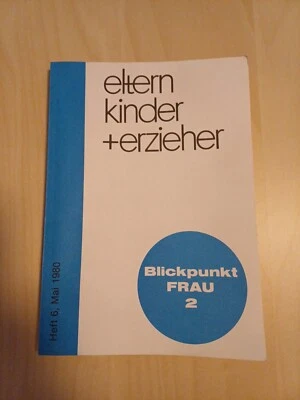 eltern
kinder
+erzieher
Blickpunkt
FRAU
2
Heft 6, Mai 1980